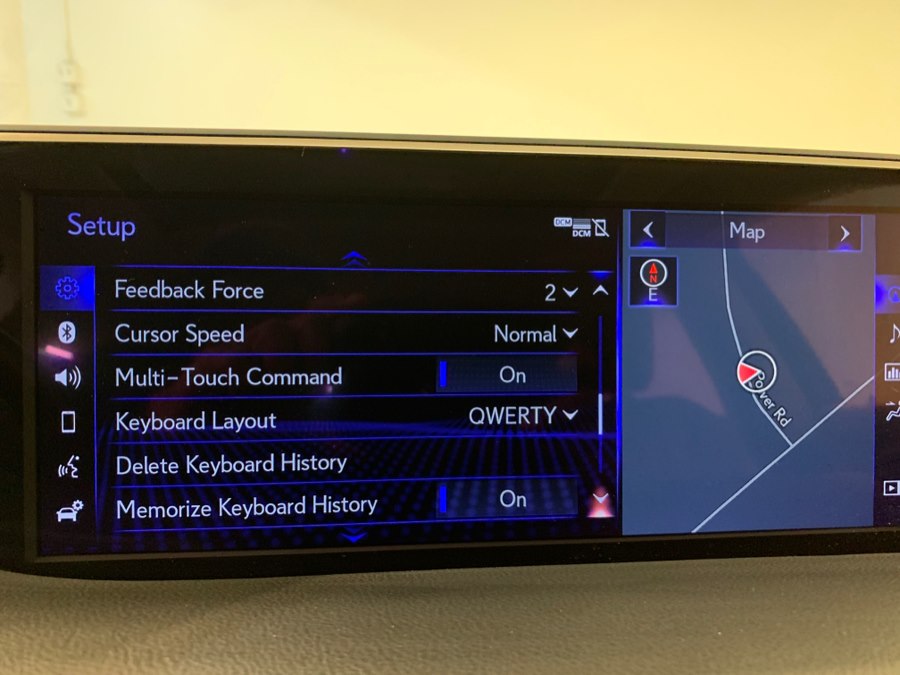 Setup
DCM
DCM
Feedback Force 2
Cursor Speed Normal
Multi-Touch Command On
Keyboard Layout QWERTY
Delete Keyboard History
Memorize Keyboard History On
Map
N
E
Rd